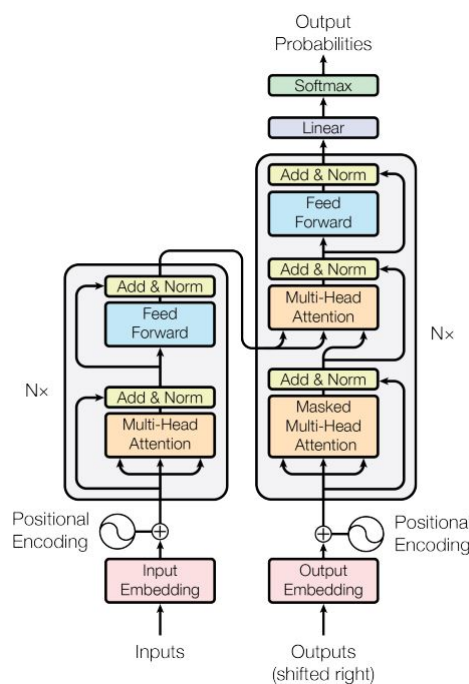 Output
Probabilities
Softmax
Linear
Add & Norm
Feed
Forward
Add & Norm
Multi-Head
Attention
Nx
Add & Norm
Masked
Multi-Head
Attention
Add & Norm
Feed
Forward
Nx
Add & Norm
Multi-Head
Attention
Positional
Encoding
Positiona
Encoding
Input
Embedding
Output
Embedding
Inputs
Outputs
(shifted right)